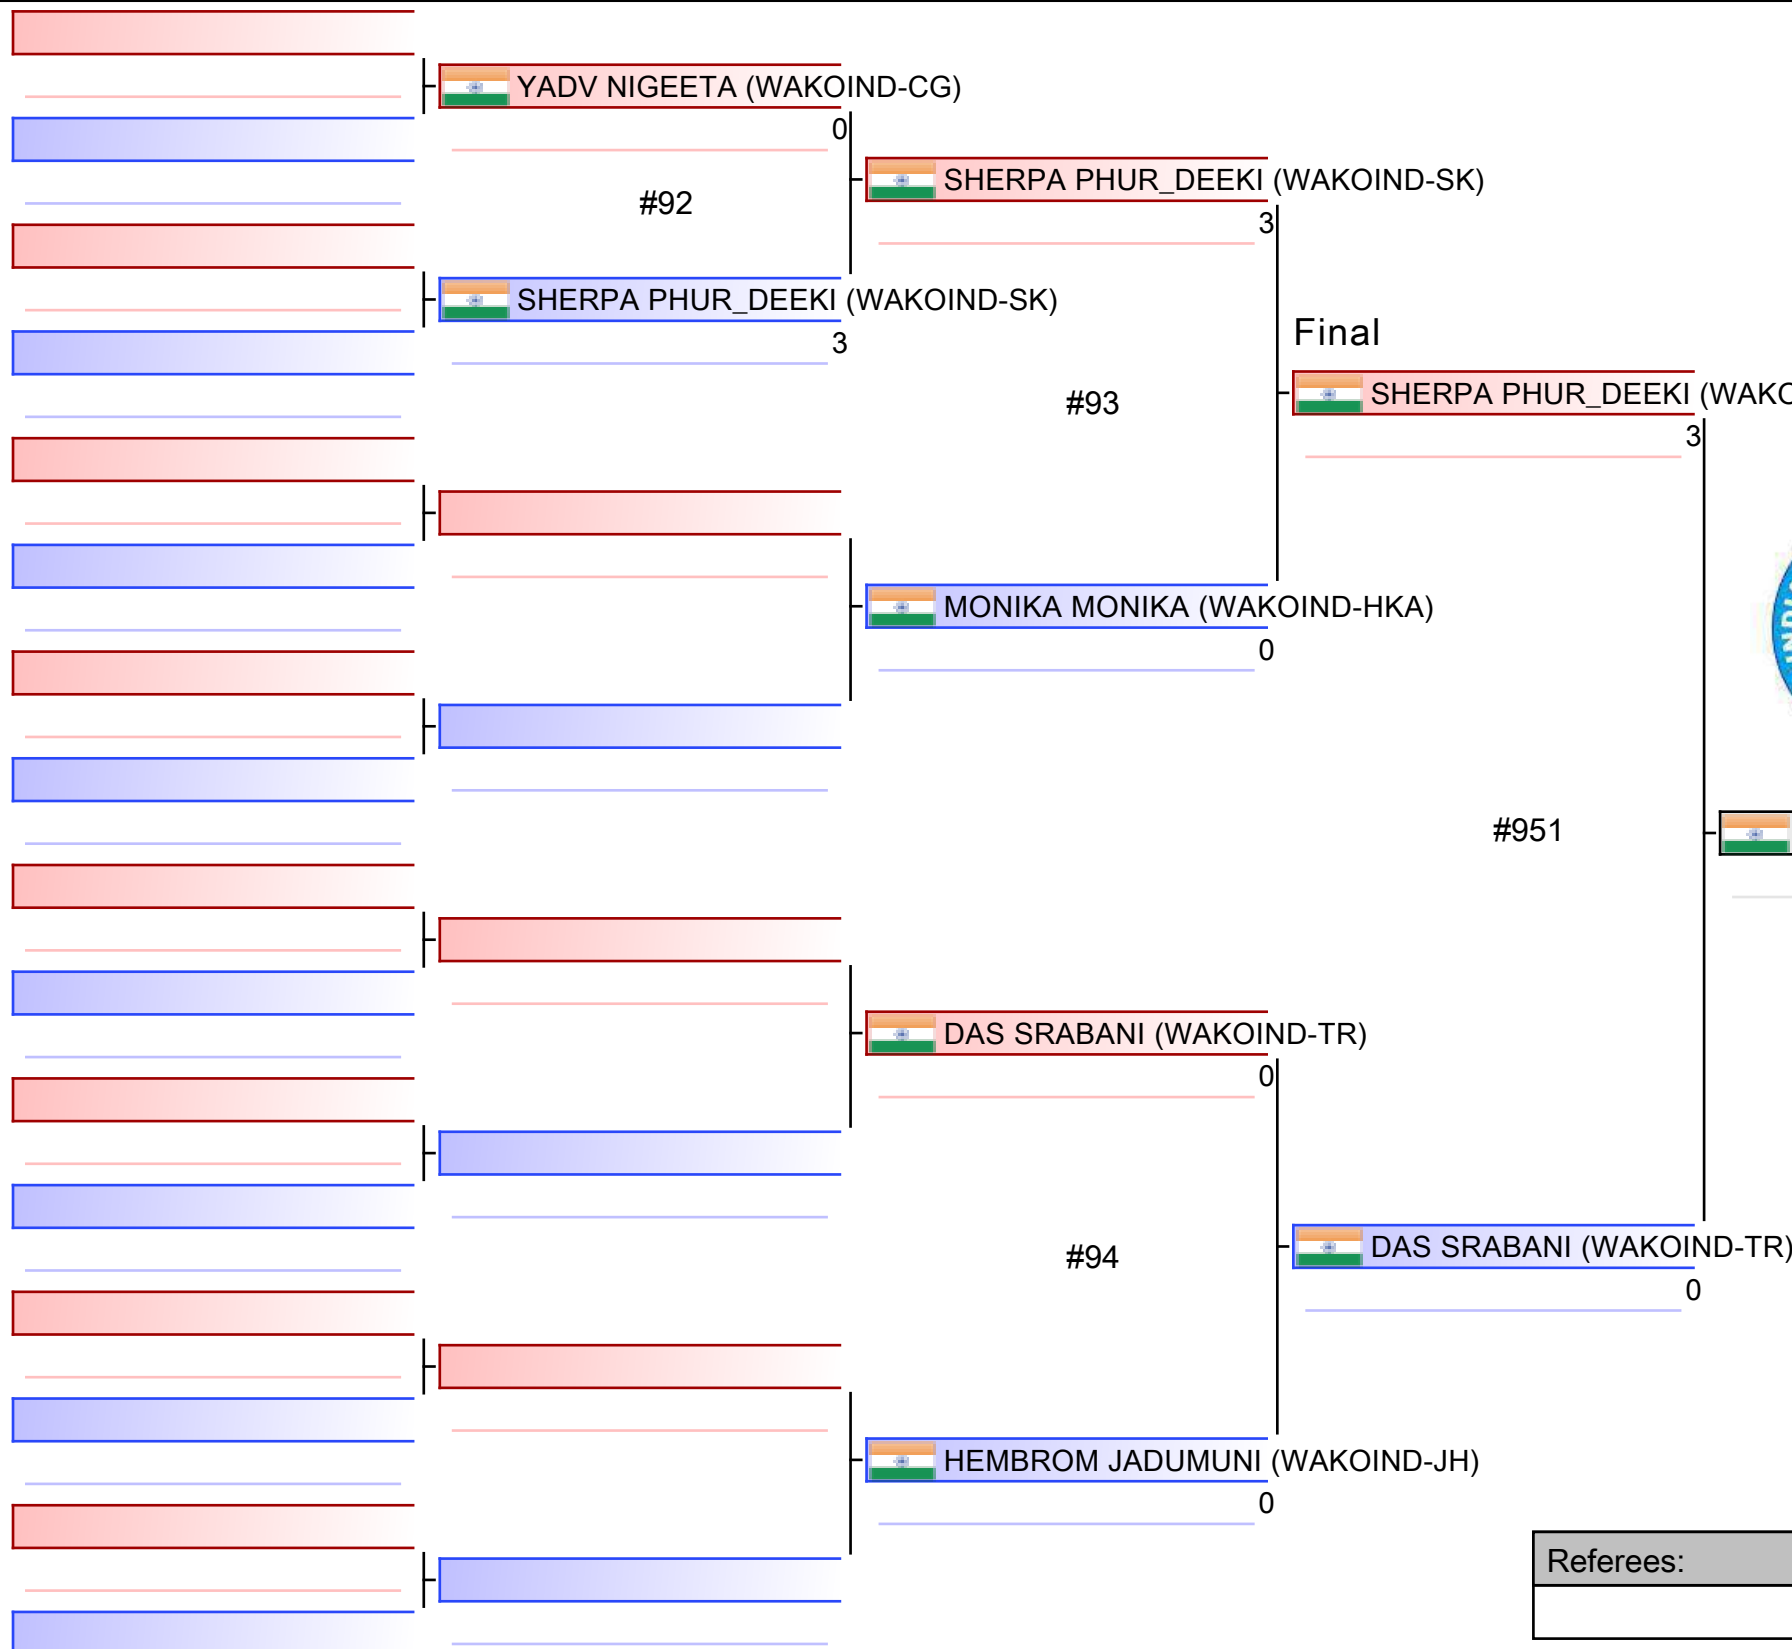 YADV NIGEETA (WAKOIND-CG)
0
#92
SHERPA PHUR_DEEKI (WAKOIND-SK)
3
SHERPA PHUR_DEEKI (WAKOIND-SK)
3
#93
MONIKA MONIKA (WAKOIND-HKA)
0
Final
SHERPA PHUR_DEEKI (WAKO
3
#951
DAS SRABANI (WAKOIND-TR)
0
#94
HEMBROM JADUMUNI (WAKOIND-JH)
0
DAS SRABANI (WAKOIND-TR)
0
Referees: